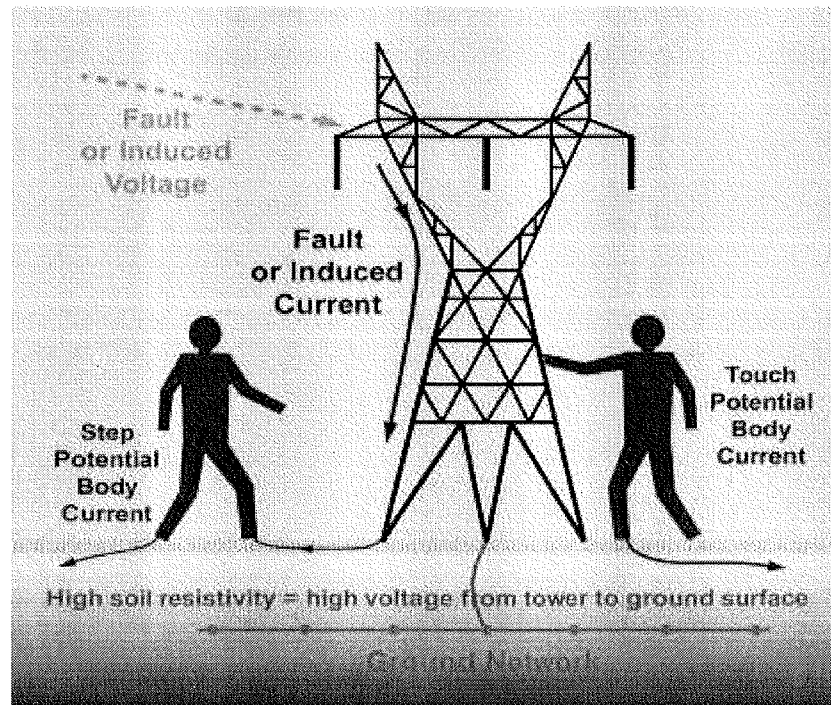 Fault
or Induced
Voltage
Fault
or Induced
Current
Step
Potential
Body
Current
Touch
Potential
Body
Current
High soil resistivity = high voltage from tower to ground surface
Ground Network